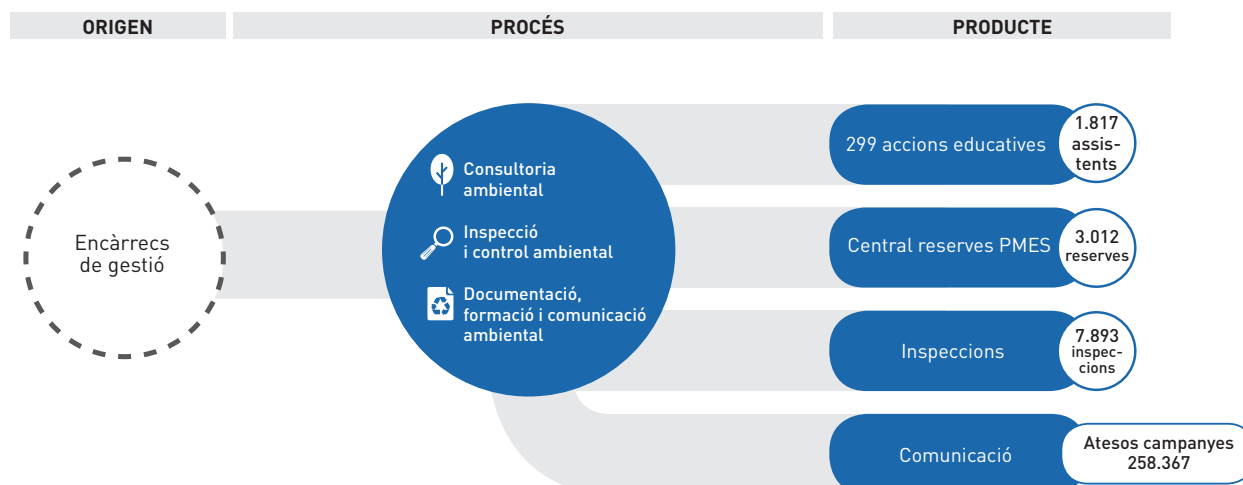 ORIGEN
PROCÉS
PRODUCTE
Encàrrecs
de gestió
Consultoria
ambiental
Inspecció
i control ambiental
Documentació,
formació i comunicació
ambiental
299 accions educatives
1.817
assis-
tents
Central reserves PMES
3.012
reserves
Inspeccions
7.893
inspec-
cions
Comunicació
Atesos campanyes
258.367